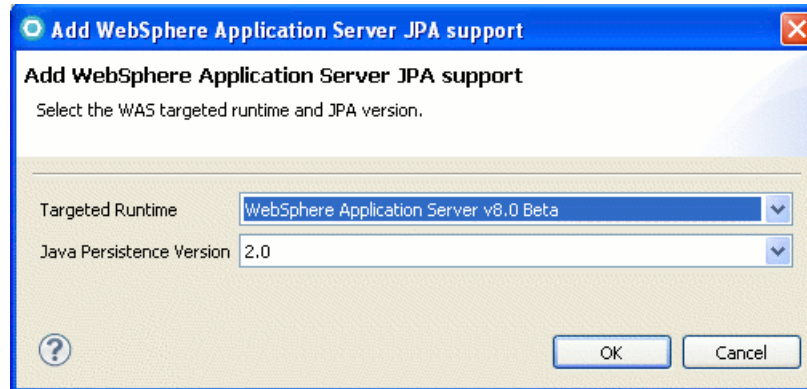 Add WebSphere Application Server JPA support
Add WebSphere Application Server JPA support
Select the WAS targeted runtime and JPA version.
Targeted Runtime WebSphere Application Server v8.0 Beta
Java Persistence Version 2.0
? OK Cancel